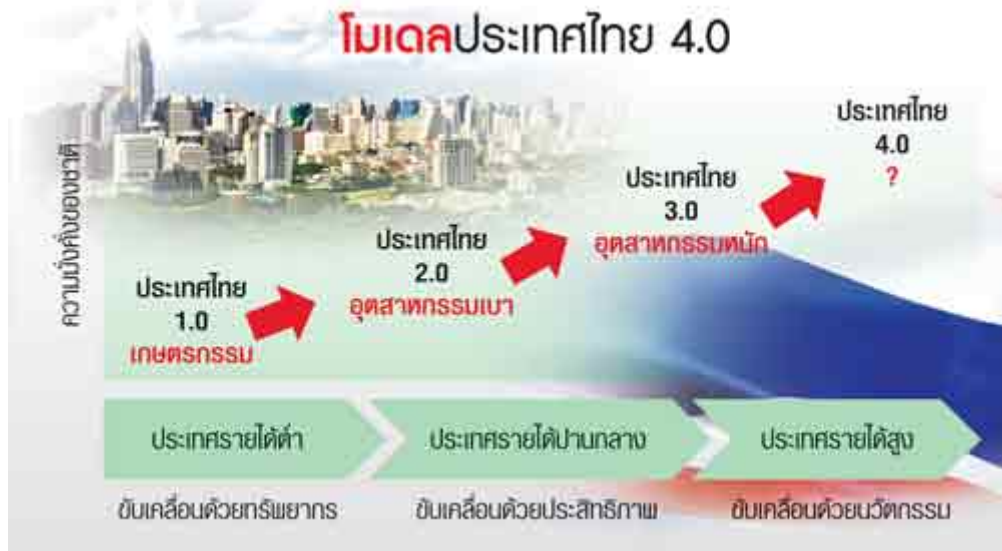 โมเดลประเทศไทย 4.0
ความมั่งคั่งของชาติ
ประเทศไทย
1.0
เกษตรกรรม
ประเทศไทย
2.0
อุตสาหกรรมเบา
ประเทศไทย
3.0
อุตสาหกรรมหนัก
ประเทศไทย
4.0
?
ประเทศรายได้ต่ำ
ประเทศรายได้ปานกลาง
ประเทศรายได้สูง
ขับเคลื่อนด้วยทรัพยากร
ขับเคลื่อนด้วยประสิทธิภาพ
ขับเคลื่อนด้วยนวัตกรรม